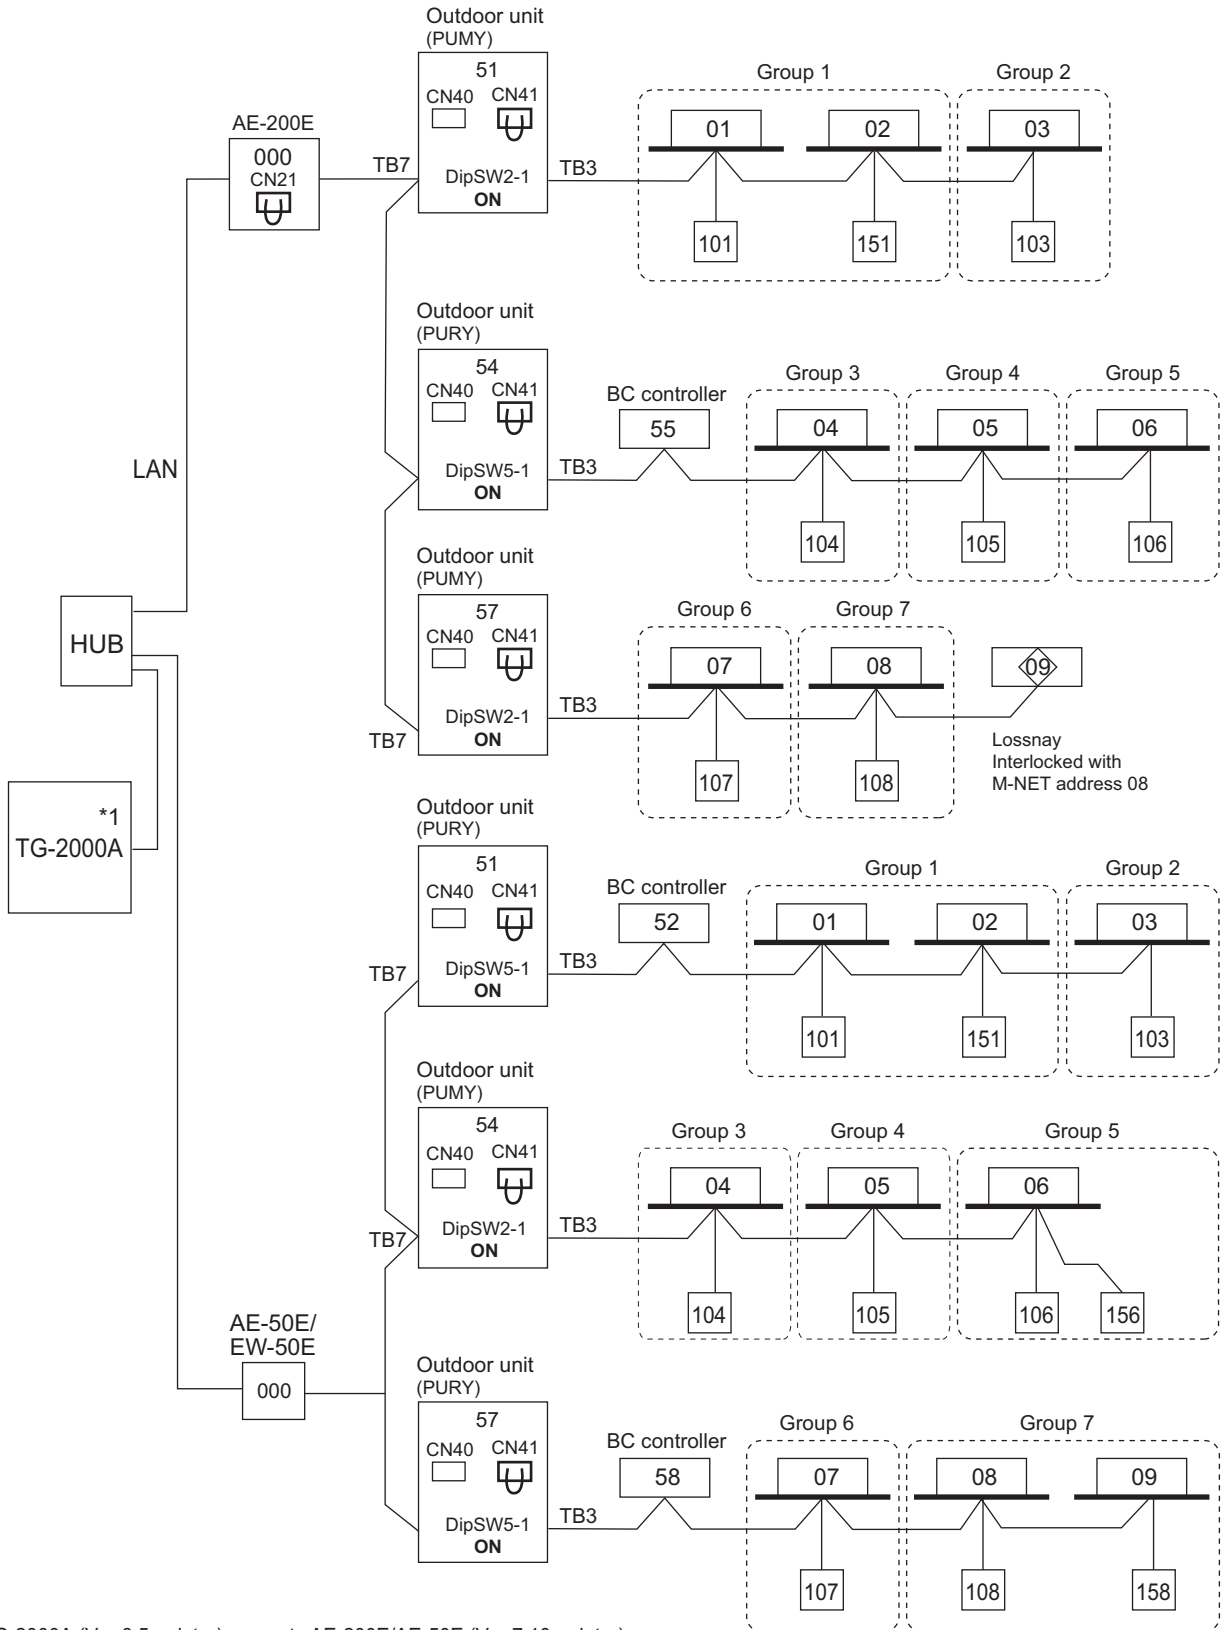 Outdoor unit
(PUMY)
51
CN40 CN41
DipSW2-1
ON
AE-200E
000
CN21
TB7
TB3
Group 1
Group 2
01
02
03
101
151
103
Outdoor unit
(PURY)
54
CN40 CN41
DipSW5-1
ON
TB3
BC controller
55
Group 3
Group 4
Group 5
04
05
06
104
105
106
LAN
Outdoor unit
(PUMY)
57
CN40 CN41
DipSW2-1
ON
TB7
TB3
Group 6
Group 7
07
08
09
107
108
Lossnay
Interlocked with
M-NET address 08
HUB
*1
TG-2000A
Outdoor unit
(PURY)
51
CN40 CN41
DipSW5-1
ON
TB7
TB3
BC controller
52
Group 1
Group 2
01
02
03
101
151
103
Outdoor unit
(PUMY)
54
CN40 CN41
DipSW2-1
ON
TB7
TB3
Group 3
Group 4
Group 5
04
05
06
104
105
106
156
AE-50E/
EW-50E
000
Outdoor unit
(PURY)
57
CN40 CN41
DipSW5-1
ON
TB3
BC controller
58
Group 6
Group 7
07
08
09
107
108
158